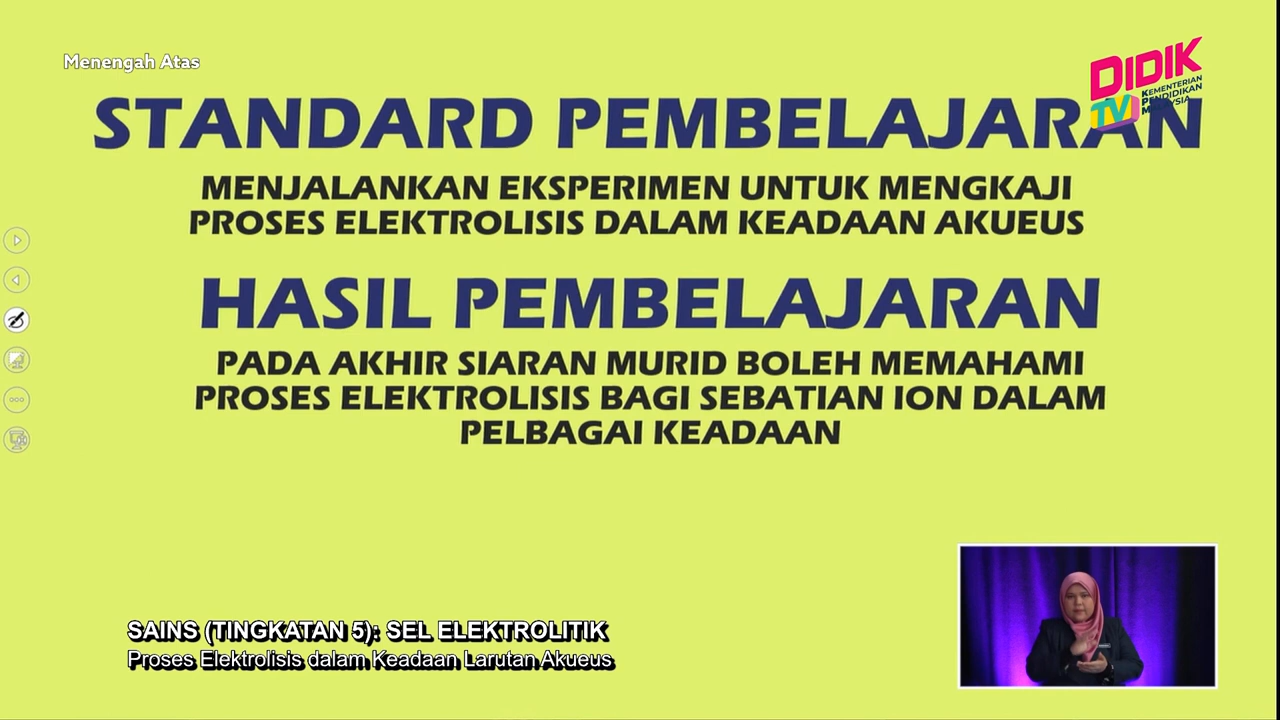 Menengah Atas
DIDIK
TV
KEMENTERIAN
PENDIDIKAN
MALAYSIA
STANDARD PEMBELAJARAN
MENJALANKAN EKSPERIMEN UNTUK MENGKAJI
PROSES ELEKTROLISIS DALAM KEADAAN AKUEUS
HASIL PEMBELAJARAN
PADA AKHIR SIARAN MURID BOLEH MEMAHAMI
PROSES ELEKTROLISIS BAGI SEBATIAN ION DALAM
PELBAGAI KEADAAN
SAINS (TINGKATAN 5): SEL ELEKTROLITIK
Proses Elektrolisis dalam Keadaan Larutan Akueus